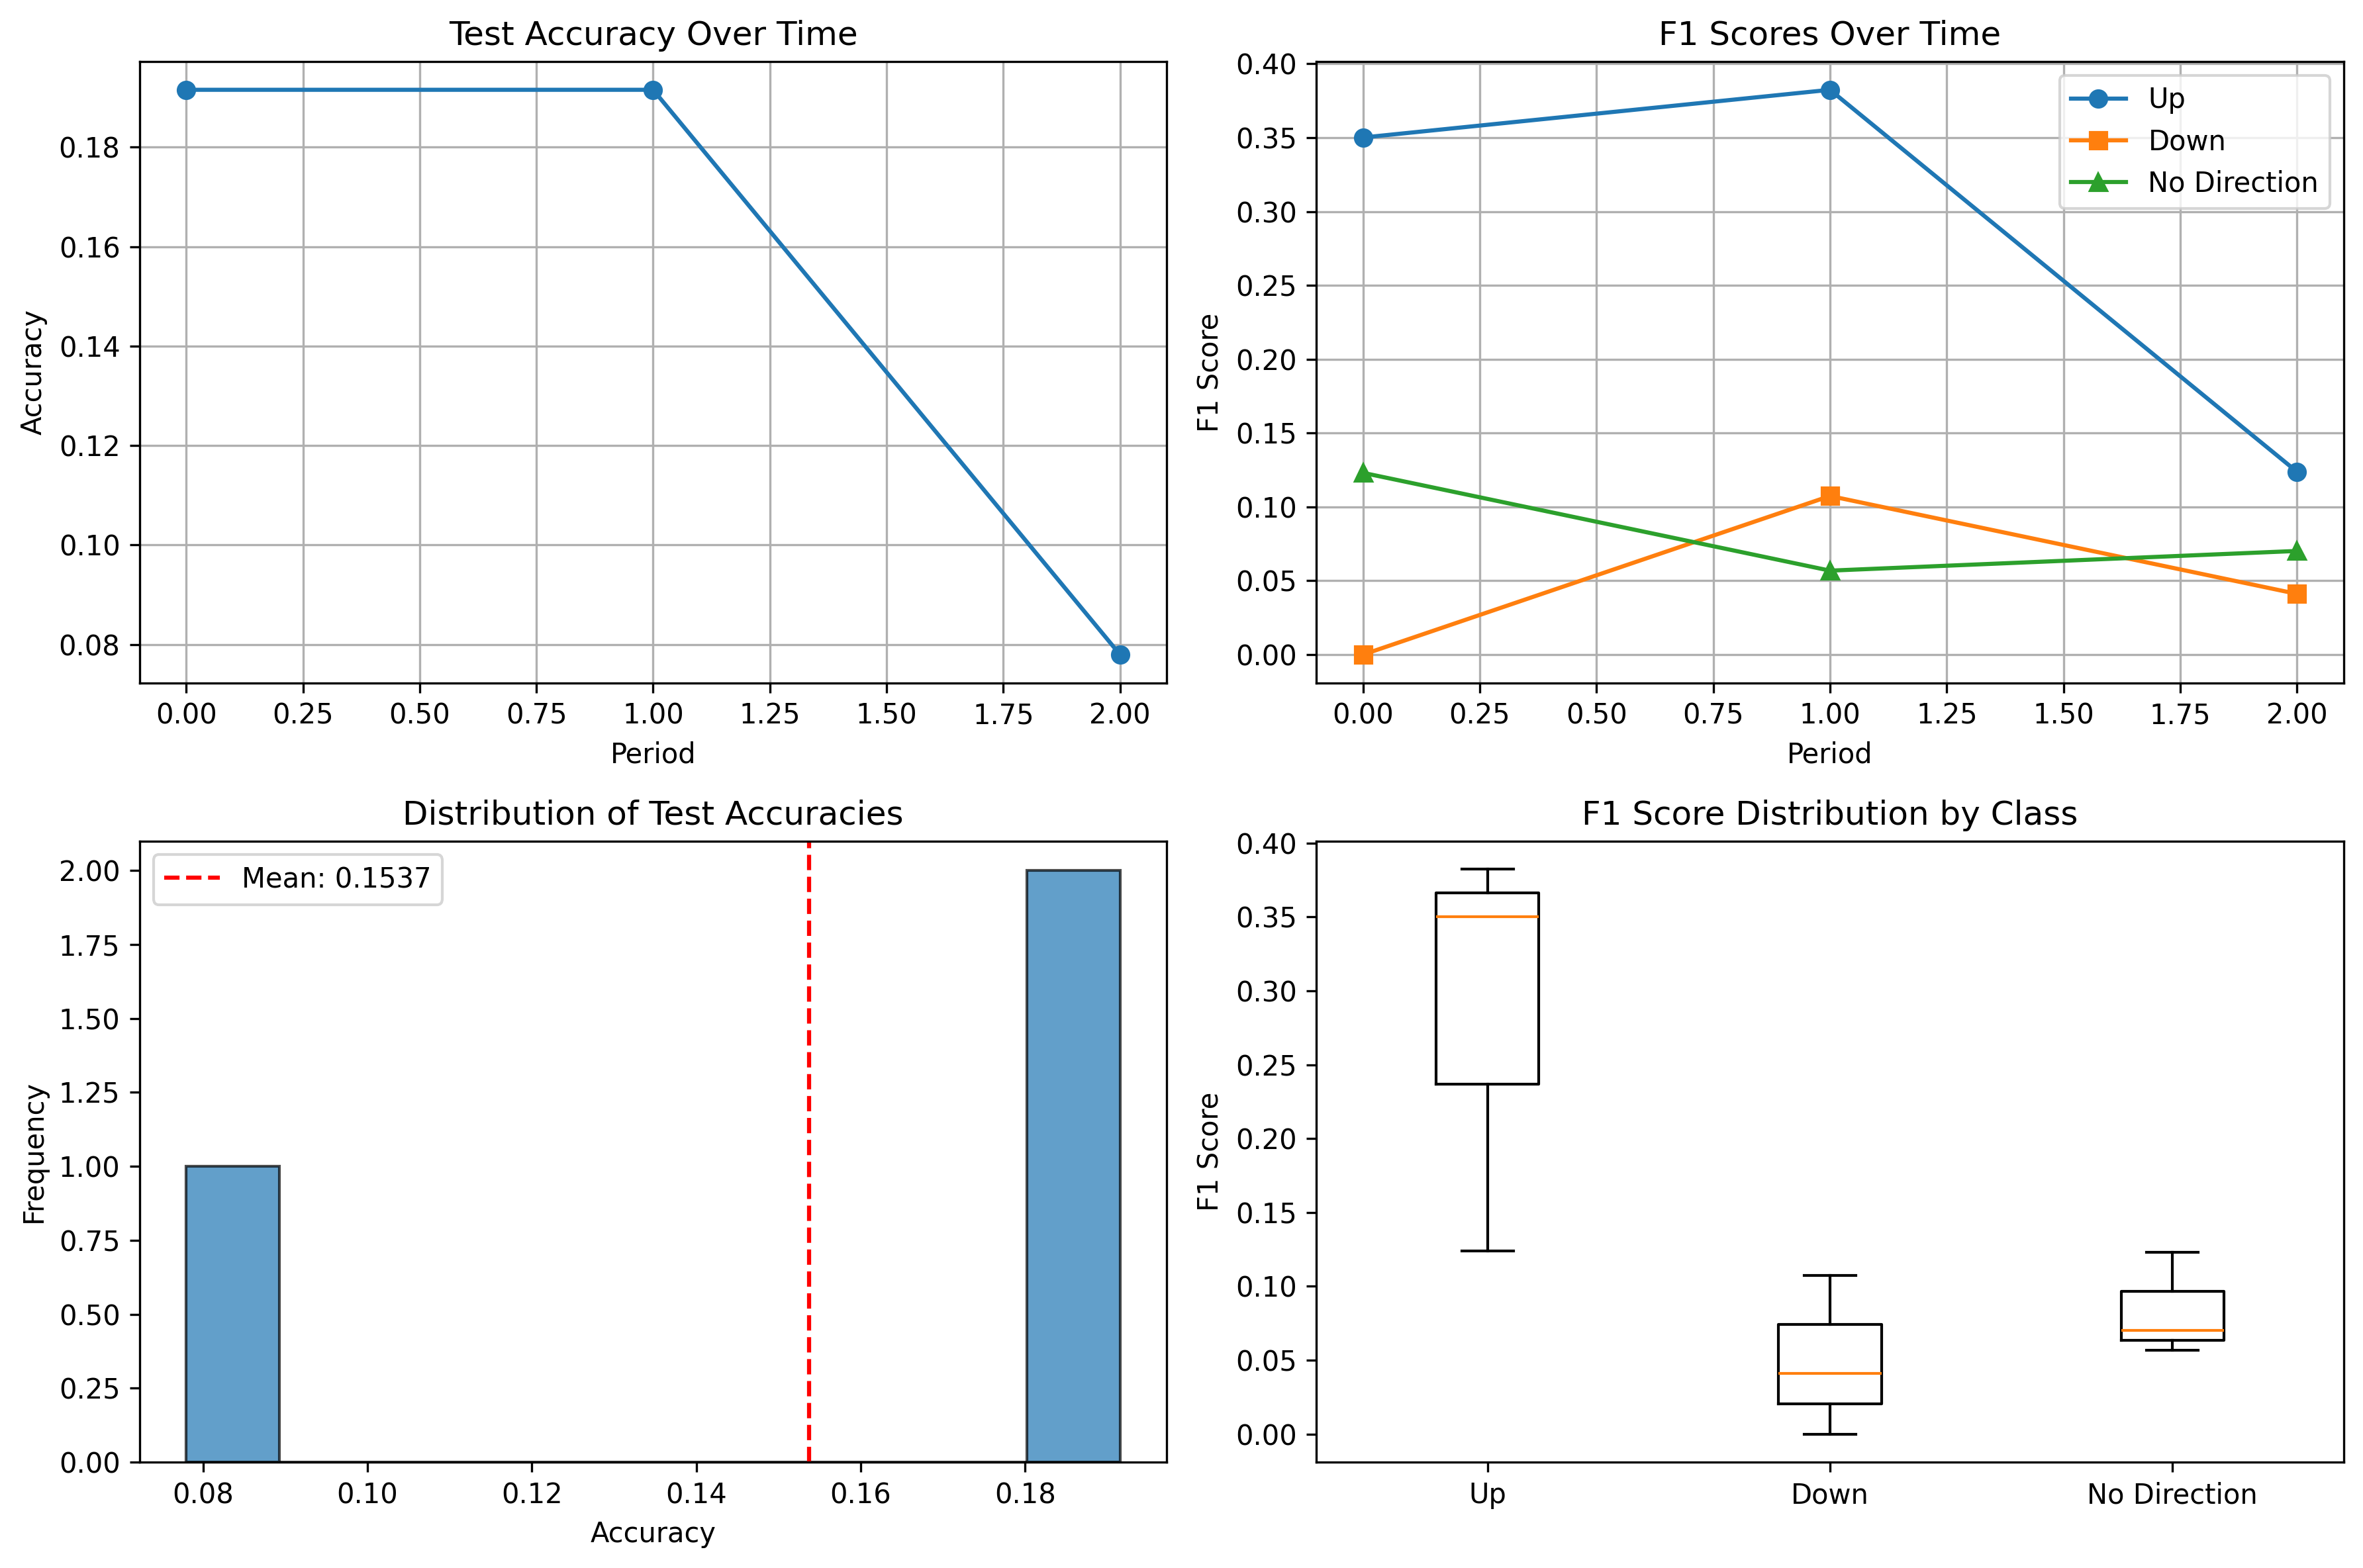 Test Accuracy Over Time
Accuracy
0.18
0.16
0.14
0.12
0.10
0.08
0.00 0.25 0.50 0.75 1.00 1.25 1.50 1.75 2.00
Period
F1 Scores Over Time
F1 Score
0.40
0.35
0.30
0.25
0.20
0.15
0.10
0.05
0.00
Up
Down
No Direction
0.00 0.25 0.50 0.75 1.00 1.25 1.50 1.75 2.00
Period
Distribution of Test Accuracies
Frequency
2.00
1.75
1.50
1.25
1.00
0.75
0.50
0.25
0.00
Mean: 0.1537
0.08 0.10 0.12 0.14 0.16 0.18
Accuracy
F1 Score Distribution by Class
F1 Score
0.40
0.35
0.30
0.25
0.20
0.15
0.10
0.05
0.00
Up Down No Direction